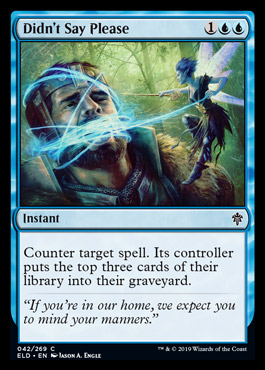 Didn't Say Please 1
Instant
Counter target spell. Its controller
puts the top three cards of their
library into their graveyard.
“If you're in our home, we expect you
to mind your manners.”
042/269 C
ELD • EN Jason A. Engle
™ & © 2019 Wizards of the Coast